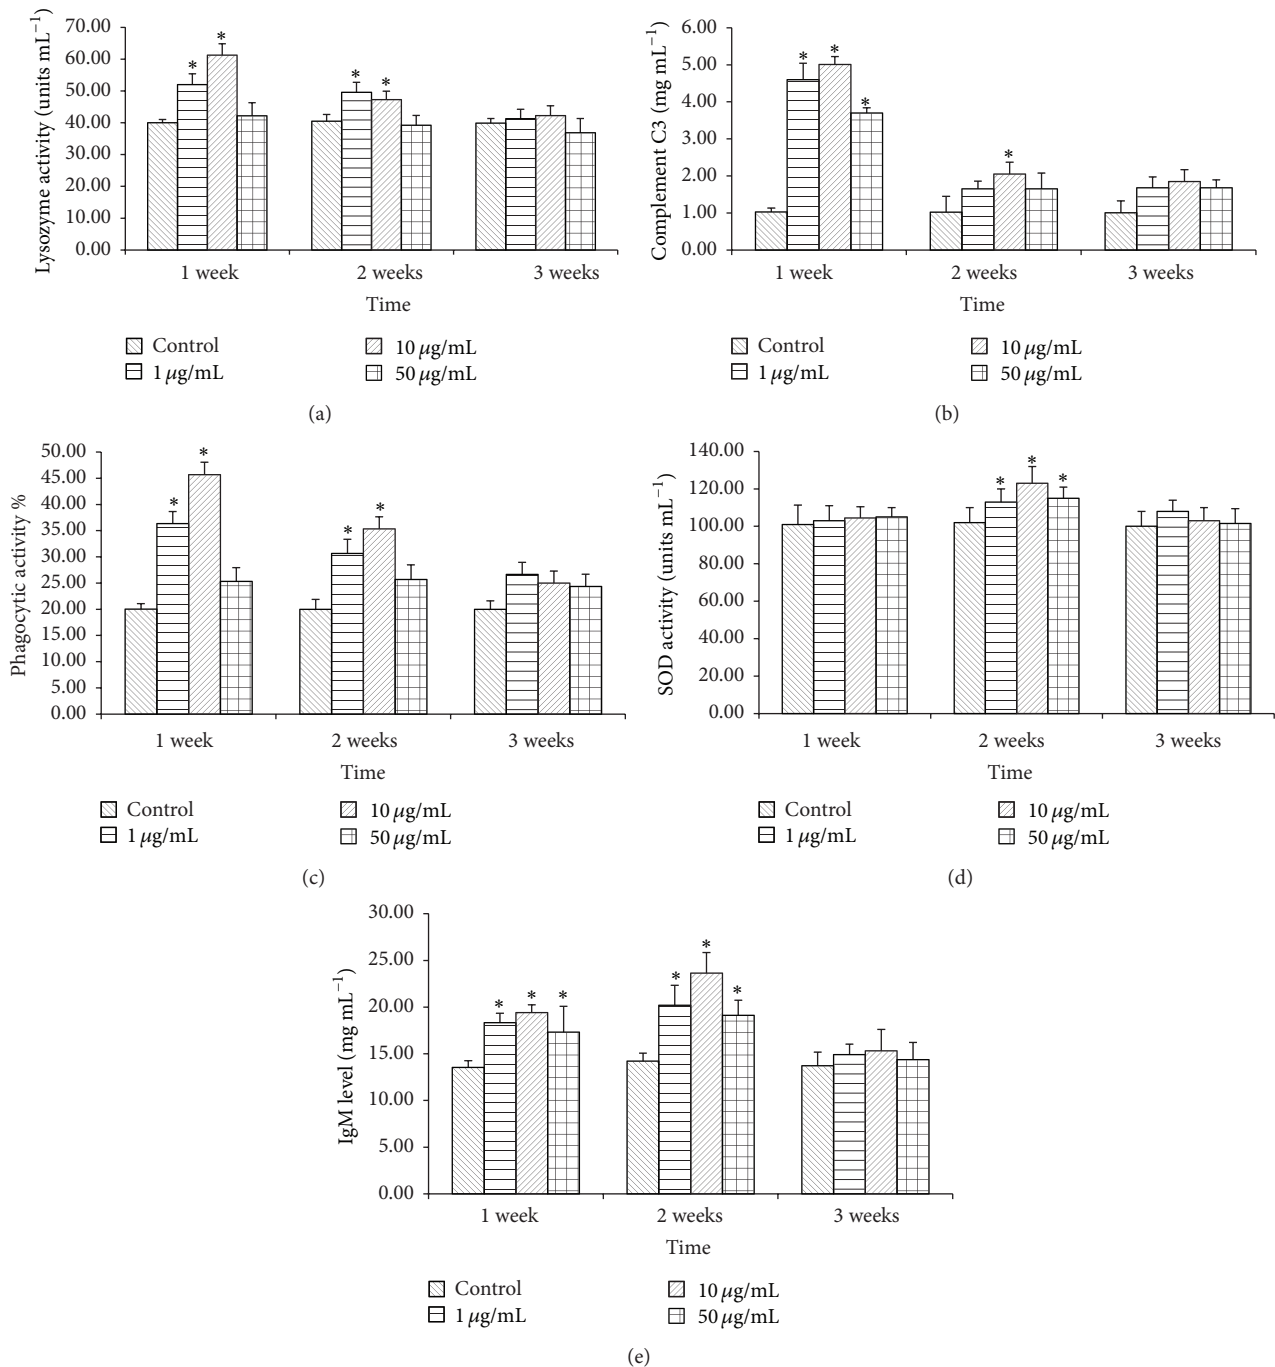 Lysozyme activity (units mL−1)
70.00
60.00
50.00
40.00
30.00
20.00
10.00
0.00
* * * *
1 week 2 weeks 3 weeks
Time
Control 10 μg/mL
1 μg/mL 50 μg/mL
(a)
Complement C3 (mg mL−1)
6.00
5.00
4.00
3.00
2.00
1.00
0.00
* * * *
1 week 2 weeks 3 weeks
Time
Control 10 μg/mL
1 μg/mL 50 μg/mL
(b)
Phagocytic activity %
50.00
45.00
40.00
35.00
30.00
25.00
20.00
15.00
10.00
5.00
0.00
* * * *
1 week 2 weeks 3 weeks
Time
Control 10 μg/mL
1 μg/mL 50 μg/mL
(c)
SOD activity (units mL−1)
140.00
120.00
100.00
80.00
60.00
40.00
20.00
0.00
* * *
1 week 2 weeks 3 weeks
Time
Control 10 μg/mL
1 μg/mL 50 μg/mL
(d)
IgM level (mg mL−1)
30.00
25.00
20.00
15.00
10.00
5.00
0.00
* * * * * *
1 week 2 weeks 3 weeks
Time
Control 10 μg/mL
1 μg/mL 50 μg/mL
(e)